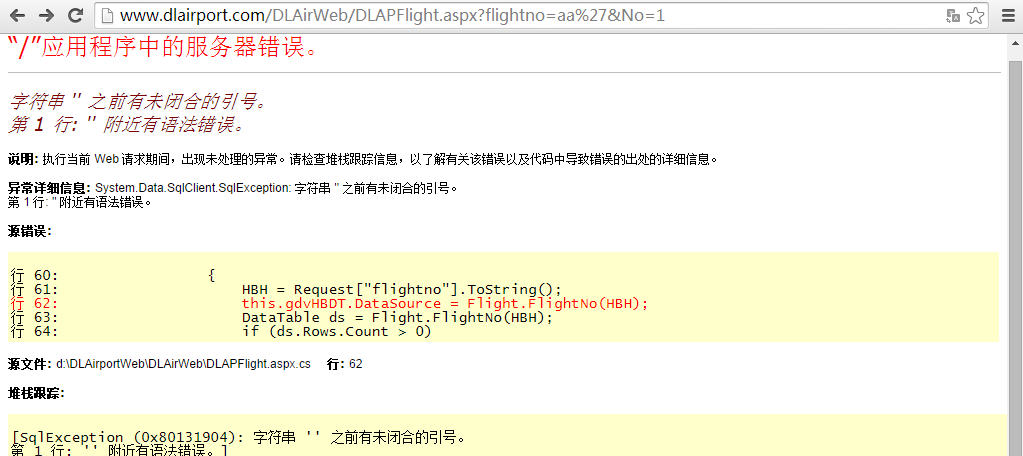 www.dlairport.com/DLAirWeb/DLAPFlight.aspx?flightno=aa%27&No=1
“/”应用程序中的服务器错误。
字符串 '' 之前有未闭合的引号。
第 1 行: '' 附近有语法错误。
说明: 执行当前 Web 请求期间，出现未处理的异常。请检查堆栈跟踪信息，以了解有关该错误以及代码中导致错误的出处的详细信息。
异常详细信息: System.Data.SqlClient.SqlException: 字符串 '' 之前有未闭合的引号。
第 1 行: '' 附近有语法错误。
源错误:
行 60: {
行 61: HBH = Request["flightno"].ToString();
行 62: this.gdvHBDT.DataSource = Flight.FlightNo(HBH);
行 63: DataTable ds = Flight.FlightNo(HBH);
行 64: if (ds.Rows.Count > 0)
源文件: d:\DLAirportWeb\DLAirWeb\DLAPFlight.aspx.cs 行: 62
堆栈跟踪:
[SqlException (0x80131904): 字符串 '' 之前有未闭合的引号。
第 1 行: '' 附近有语法错误。]